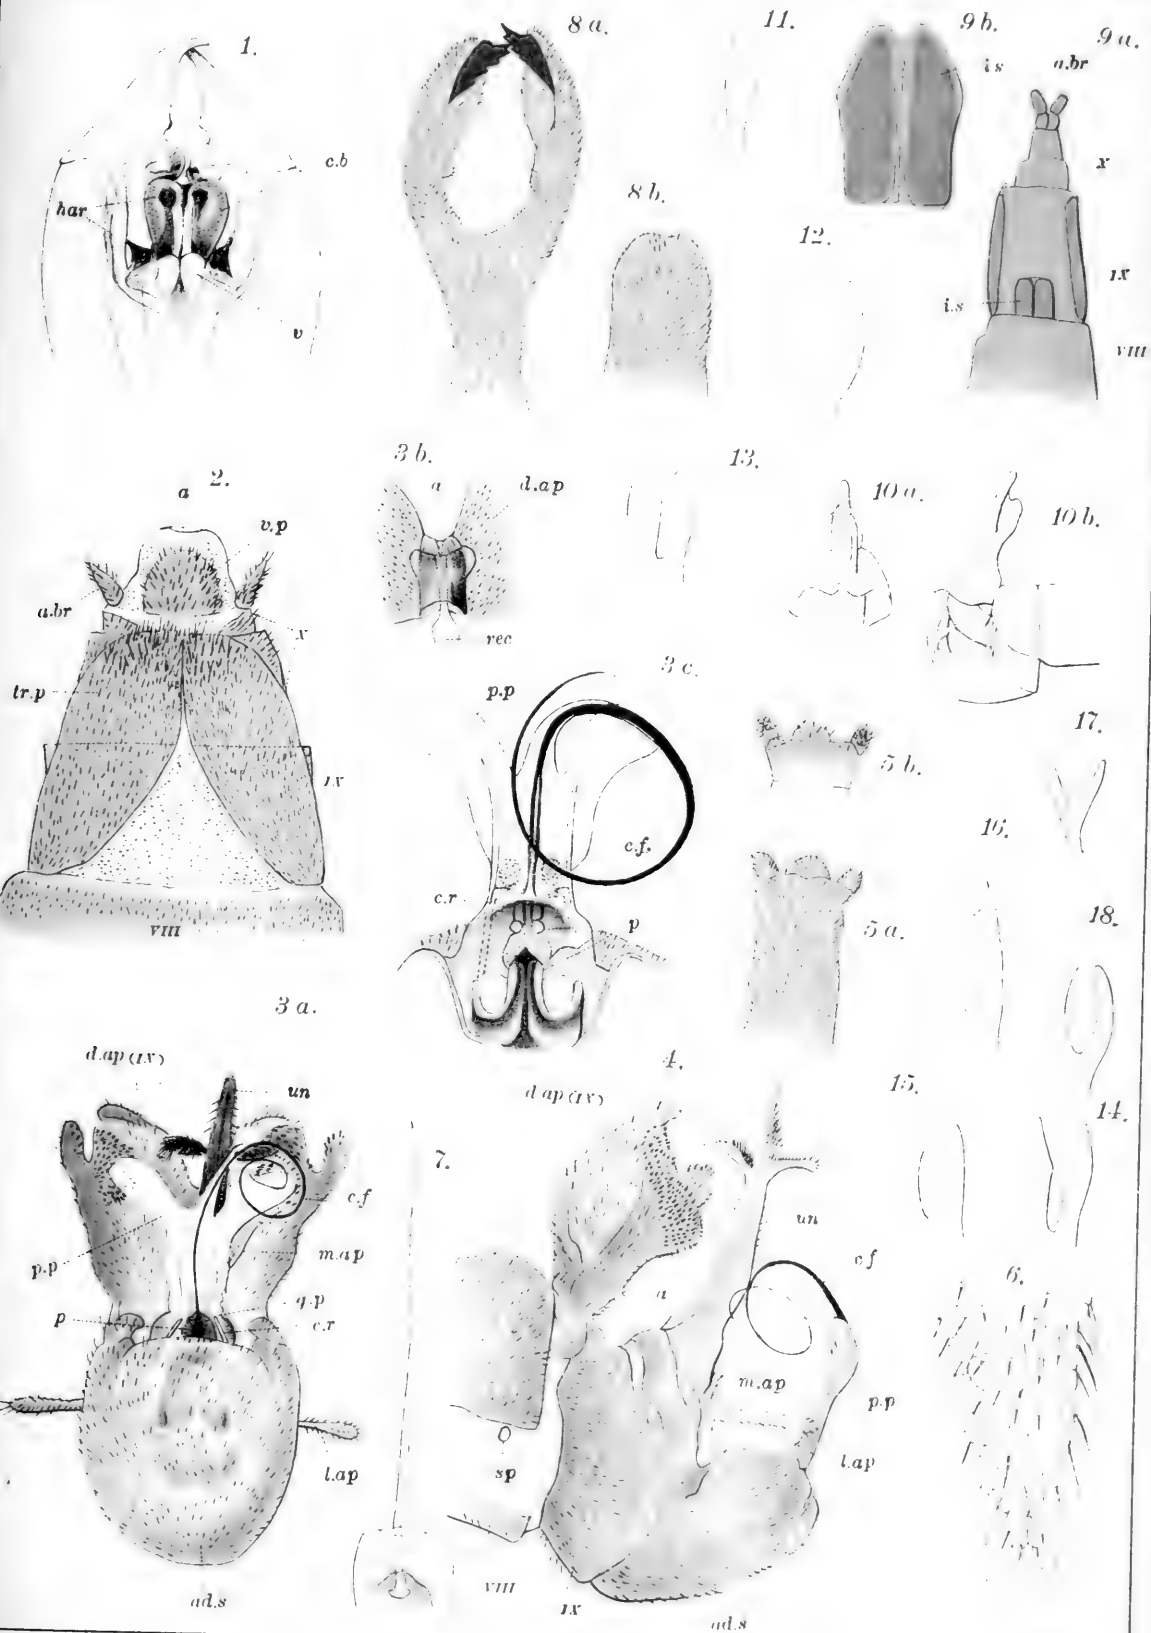 1.
c.b
har
v
8 a.
8 b.
11.
12.
9 b.
i.s
9 a.
a.br
x
IX
i.s
VIII
2.
a
v.p
a.br
x
tr.p
IX
VIII
3 b.
a
d.ap
rec
13.
10 a.
10 b.
3 c.
p.p
c.f.
c.r
p
5 b.
5 a.
17.
16.
18.
3 a.
d.ap (IX)
un
c.f
m.ap
p.p
g.p
c.r
p
l.ap
ad.s
7.
4.
d.ap (IX)
un
c.f
a
m.ap
p.p
l.ap
sp
VIII
IX
ad.s
15.
14.
6.